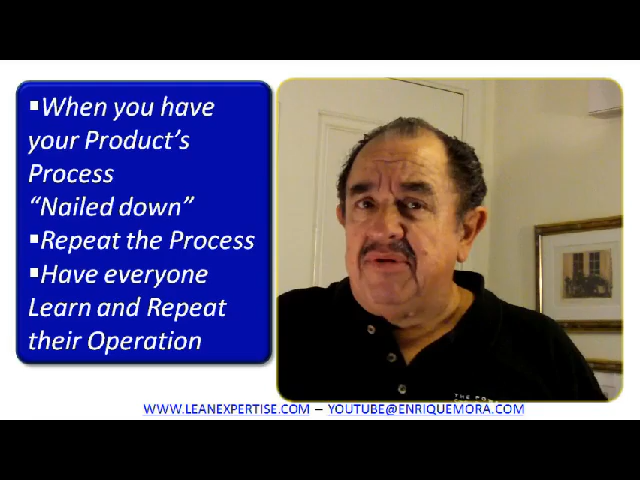 ▪When you have
your Product's
Process
“Nailed down”
▪Repeat the Process
▪Have everyone
Learn and Repeat
their Operation
WWW.LEANEXPERTISE.COM – YOUTUBE@ENRIQUEMORA.COM
THE